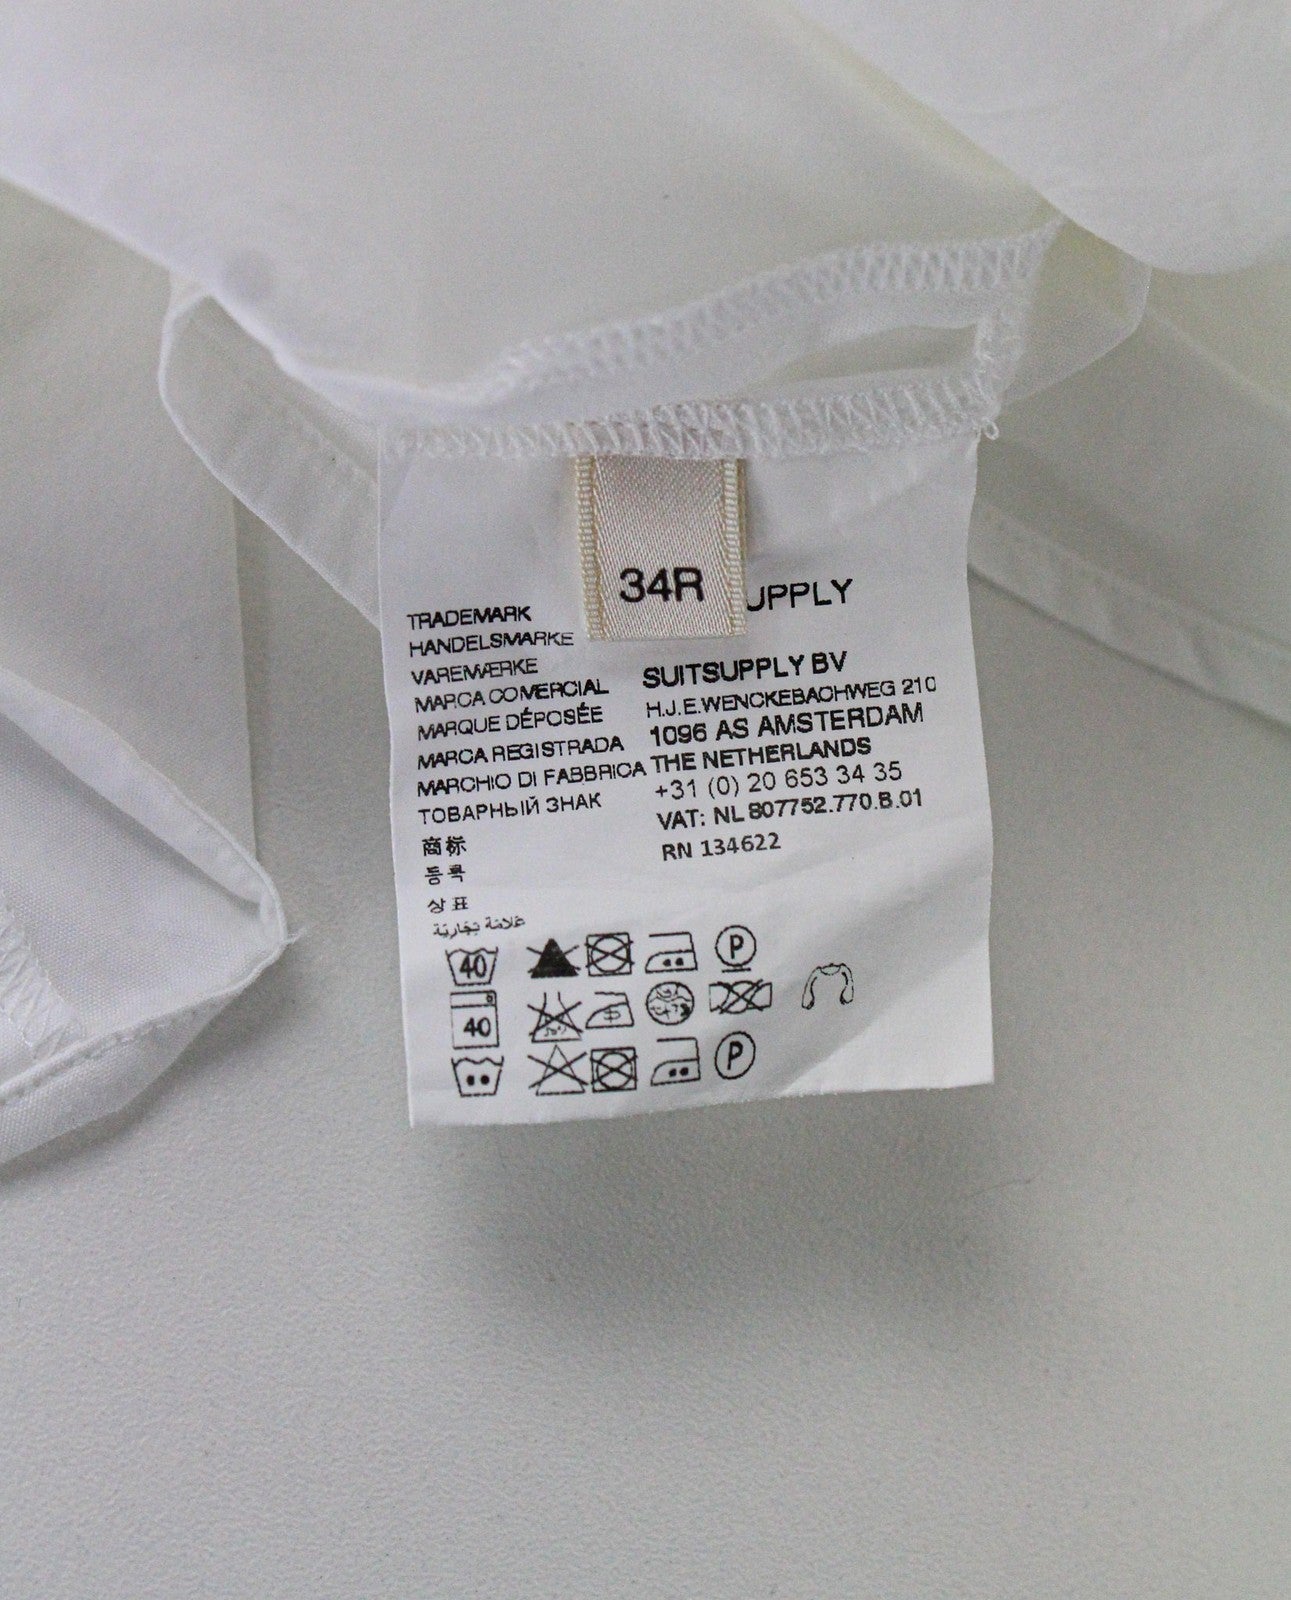 34R
UPPLY
TRADEMARK
HANDELSMARKE
VAREMÆRKE
MARCA COMERCIAL
MARQUE DÉPOSÉE
MARCA REGISTRADA
MARCHIO DI FABBRICA
ТОВАРНЫЙ ЗНАК
商标
등록
상표
علامة تجارية
SUITSUPPLY BV
H.J.E.WENCKEBACHWEG 210
1096 AS AMSTERDAM
THE NETHERLANDS
+31 (0) 20 653 34 35
VAT: NL 807752.770.B.01
RN 134622
40
P
40
P